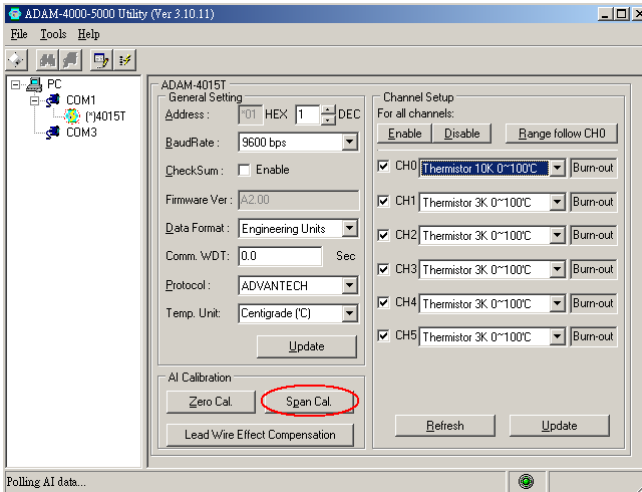 ADAM-4000-5000 Utility (Ver 3.10.11)
File Tools Help
PC
COM1
(*)4015T
COM3
ADAM-4015T
General Setting
Address : *01 HEX 1 DEC
BaudRate : 9600 bps
CheckSum : Enable
Firmware Ver : A2.00
Data Format : Engineering Units
Comm. WDT: 0.0 Sec
Protocol : ADVANTECH
Temp. Unit: Centigrade (℃)
Update
AI Calibration
Zero Cal. Span Cal.
Lead Wire Effect Compensation
Channel Setup
For all channels:
Enable Disable Range follow CH0
CH0 Thermistor 10K 0~100℃ Burn-out
CH1 Thermistor 3K 0~100℃ Burn-out
CH2 Thermistor 3K 0~100℃ Burn-out
CH3 Thermistor 3K 0~100℃ Burn-out
CH4 Thermistor 3K 0~100℃ Burn-out
CH5 Thermistor 3K 0~100℃ Burn-out
Refresh Update
Polling AI data...